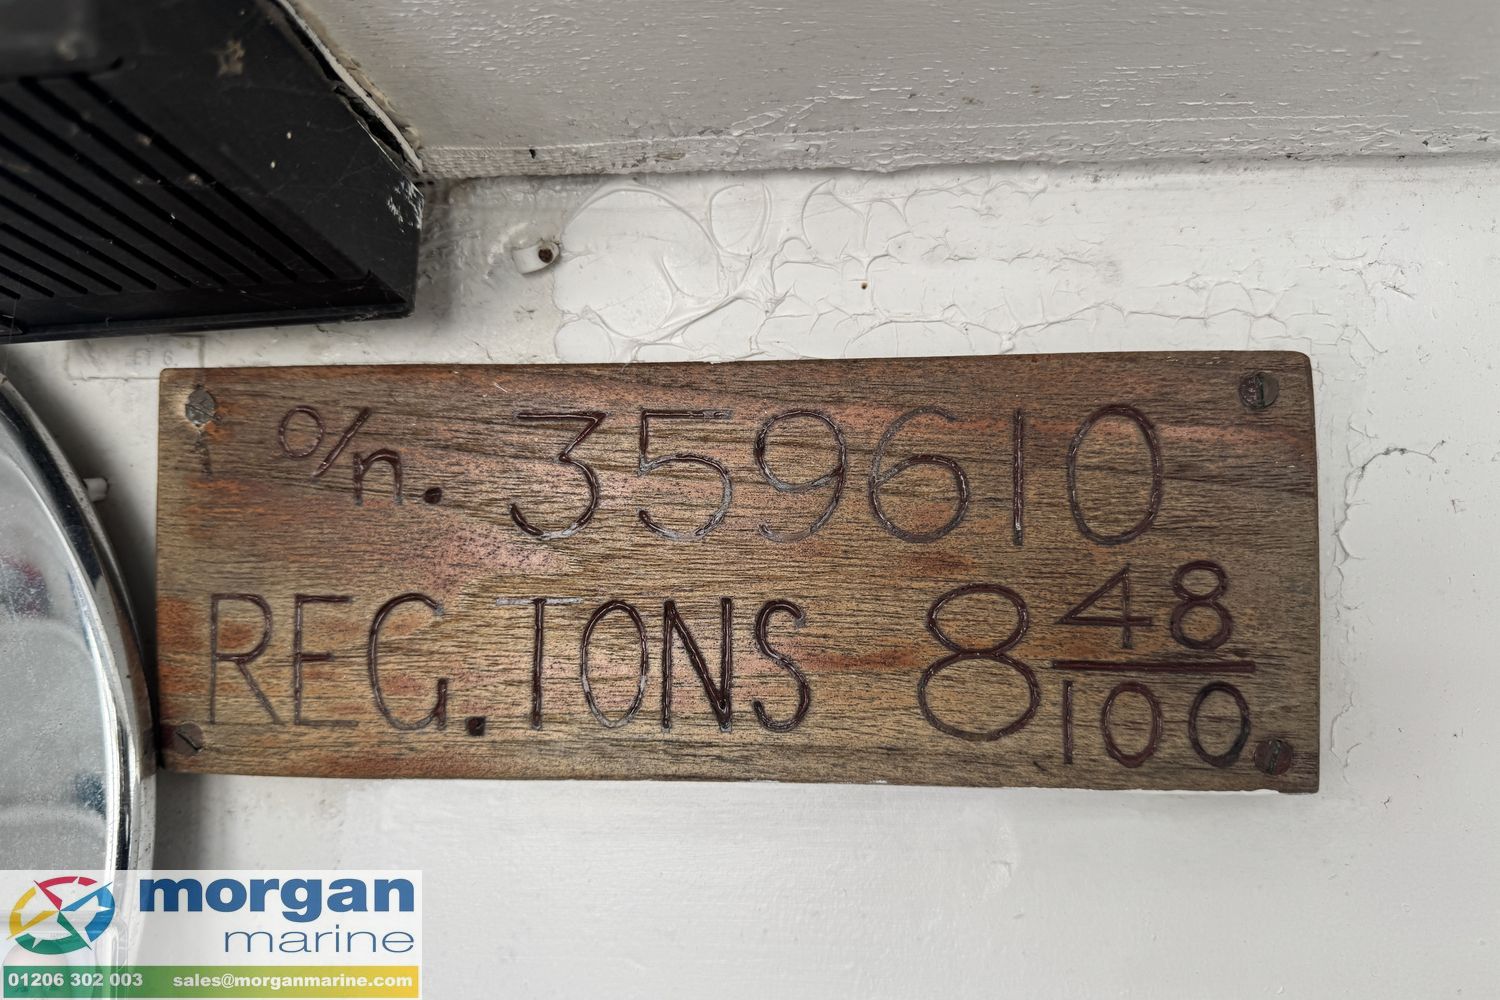 o/n. 359610
REG. TONS 8 48/100
morgan
marine
01206 302 003 sales@morganmarine.com